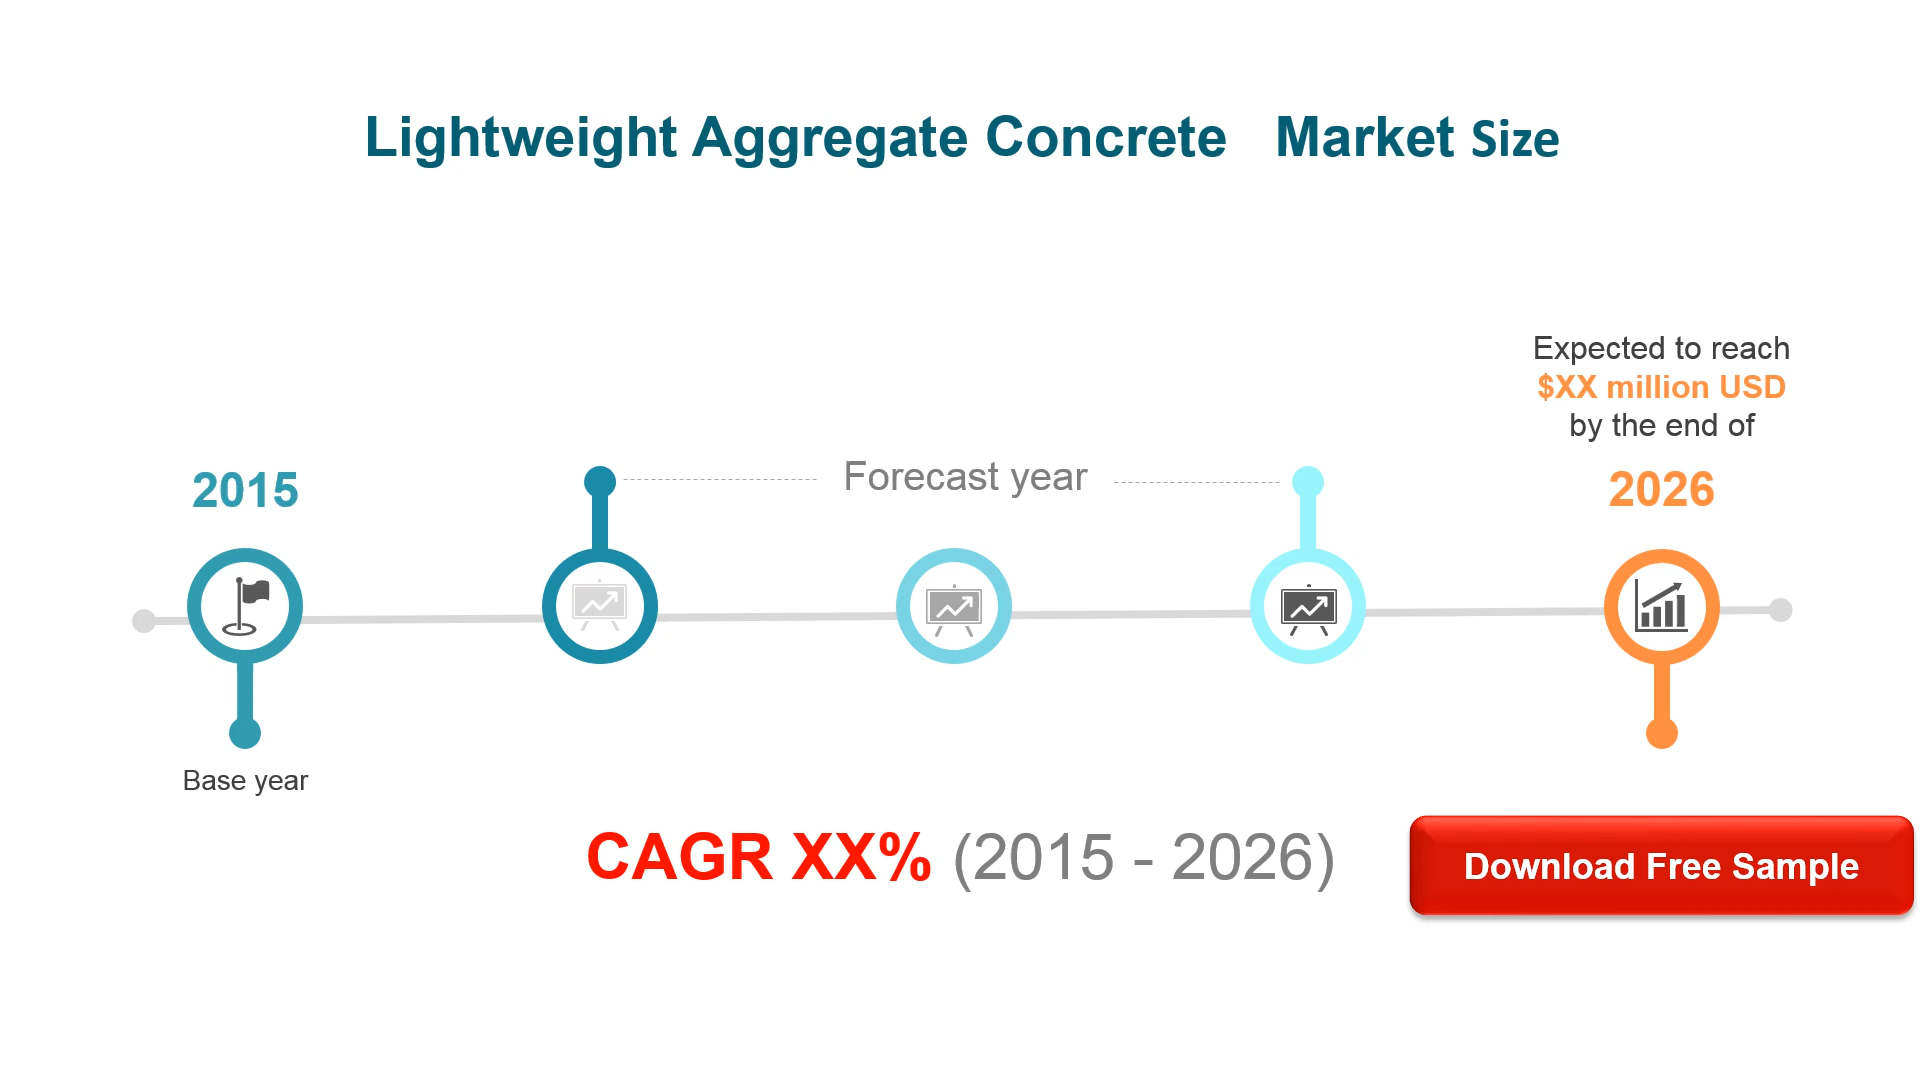 Lightweight Aggregate Concrete Market Size
Expected to reach
$XX million USD
by the end of
2015
Forecast year
2026
Base year
CAGR XX% (2015 - 2026)
Download Free Sample